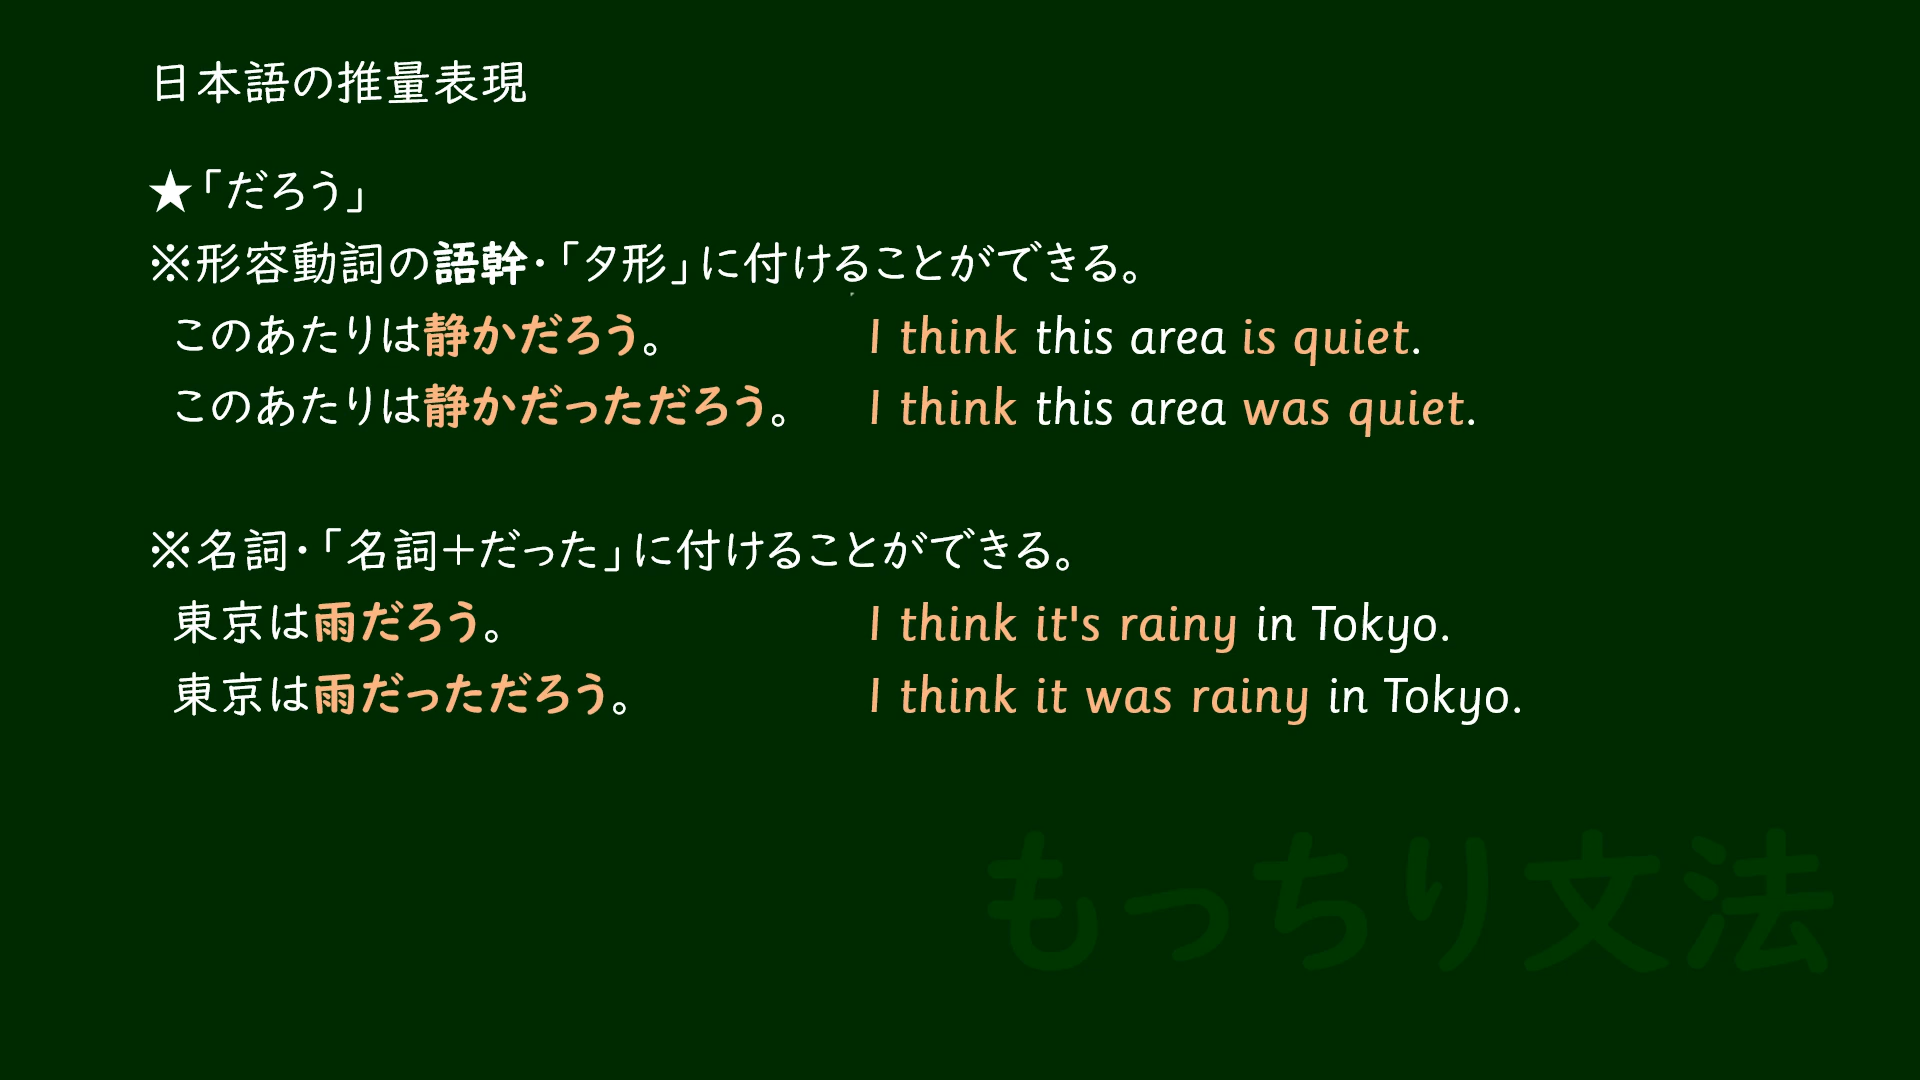 日本語の推量表現
★「だろう」
※形容動詞の語幹・「タ形」に付けることができる。
このあたりは静かだろう。 I think this area is quiet.
このあたりは静かだっただろう。 I think this area was quiet.
※名詞・「名詞+だった」に付けることができる。
東京は雨だろう。 I think it's rainy in Tokyo.
東京は雨だっただろう。 I think it was rainy in Tokyo.
もっちり文法